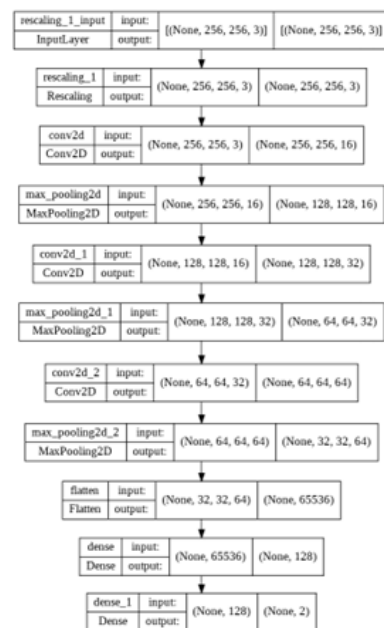 rescaling_1_input input: [(None, 256, 256, 3)] [(None, 256, 256, 3)]
InputLayer output:
rescaling_1 input: (None, 256, 256, 3) (None, 256, 256, 3)
Rescaling output:
conv2d input: (None, 256, 256, 3) (None, 256, 256, 16)
Conv2D output:
max_pooling2d input: (None, 256, 256, 16) (None, 128, 128, 16)
MaxPooling2D output:
conv2d_1 input: (None, 128, 128, 16) (None, 128, 128, 32)
Conv2D output:
max_pooling2d_1 input: (None, 128, 128, 32) (None, 64, 64, 32)
MaxPooling2D output:
conv2d_2 input: (None, 64, 64, 32) (None, 64, 64, 64)
Conv2D output:
max_pooling2d_2 input: (None, 64, 64, 64) (None, 32, 32, 64)
MaxPooling2D output:
flatten input: (None, 32, 32, 64) (None, 65536)
Flatten output:
dense input: (None, 65536) (None, 128)
Dense output:
dense_1 input: (None, 128) (None, 2)
Dense output: